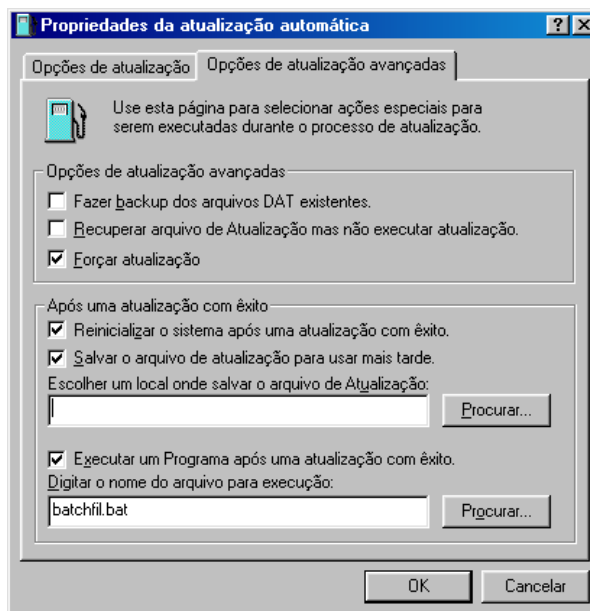 Propriedades da atualização automática
Opções de atualização
Opções de atualização avançadas
Use esta página para selecionar ações especiais para
serem executadas durante o processo de atualização.
Opções de atualização avançadas
Fazer backup dos arquivos DAT existentes.
Recuperar arquivo de Atualização mas não executar atualização.
Forçar atualização
Após uma atualização com êxito
Reinicializar o sistema após uma atualização com êxito.
Salvar o arquivo de atualização para usar mais tarde.
Escolher um local onde salvar o arquivo de Atualização:
Procurar...
Executar um Programa após uma atualização com êxito.
Digitar o nome do arquivo para execução:
batchfil.bat
Procurar...
OK
Cancelar